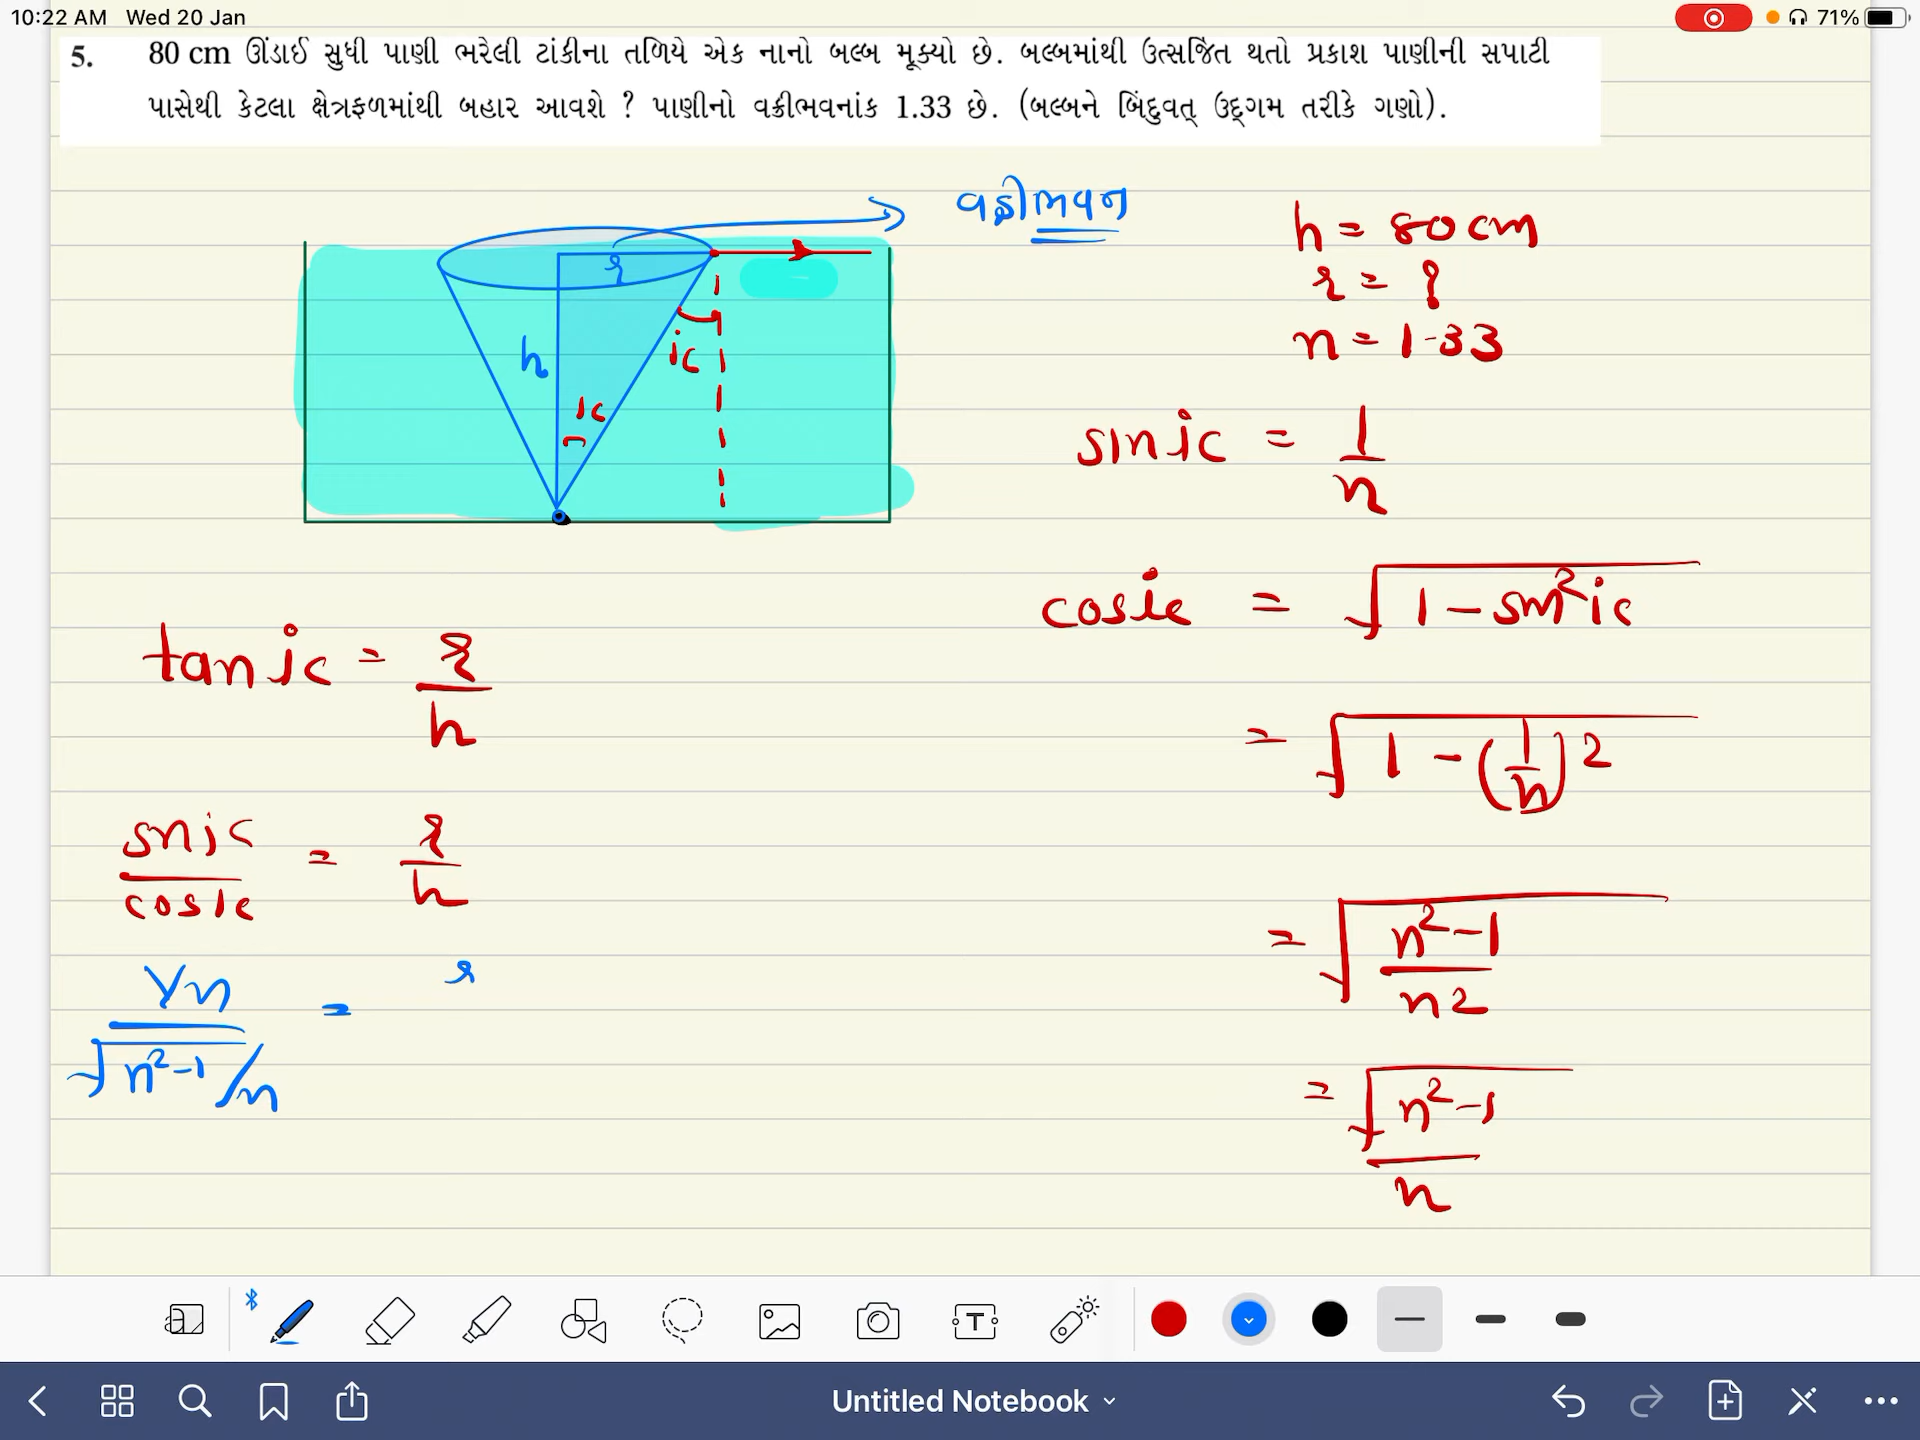 10:22 AM Wed 20 Jan
71%
5. 80 cm ઊંડાઈ સુધી પાણી ભરેલી ટાંકીના તળિયે એક નાનો બલ્બ મૂક્યો છે. બલ્બમાંથી ઉત્સર્જિત થતો પ્રકાશ પાણીની સપાટી
પાસેથી કેટલા ક્ષેત્રફળમાંથી બહાર આવશે ? પાણીનો વક્રીભવનાંક 1.33 છે. (બલ્બને બિંદુવત્ ઉદ્ગમ તરીકે ગણો).
વક્રીભવન
r
h
ic
ic
h = 80 cm
r = ?
n = 1.33
sin ic = 1/n
cos ic = √(1 - sin²ic)
= √(1 - (1/n)²)
= √((n²-1)/n2)
= √(n²-1)/n
tan ic = r/h
sn ic/cos ic = r/h
(1/n)/(√(n²-1)/n) = r
T
Untitled Notebook